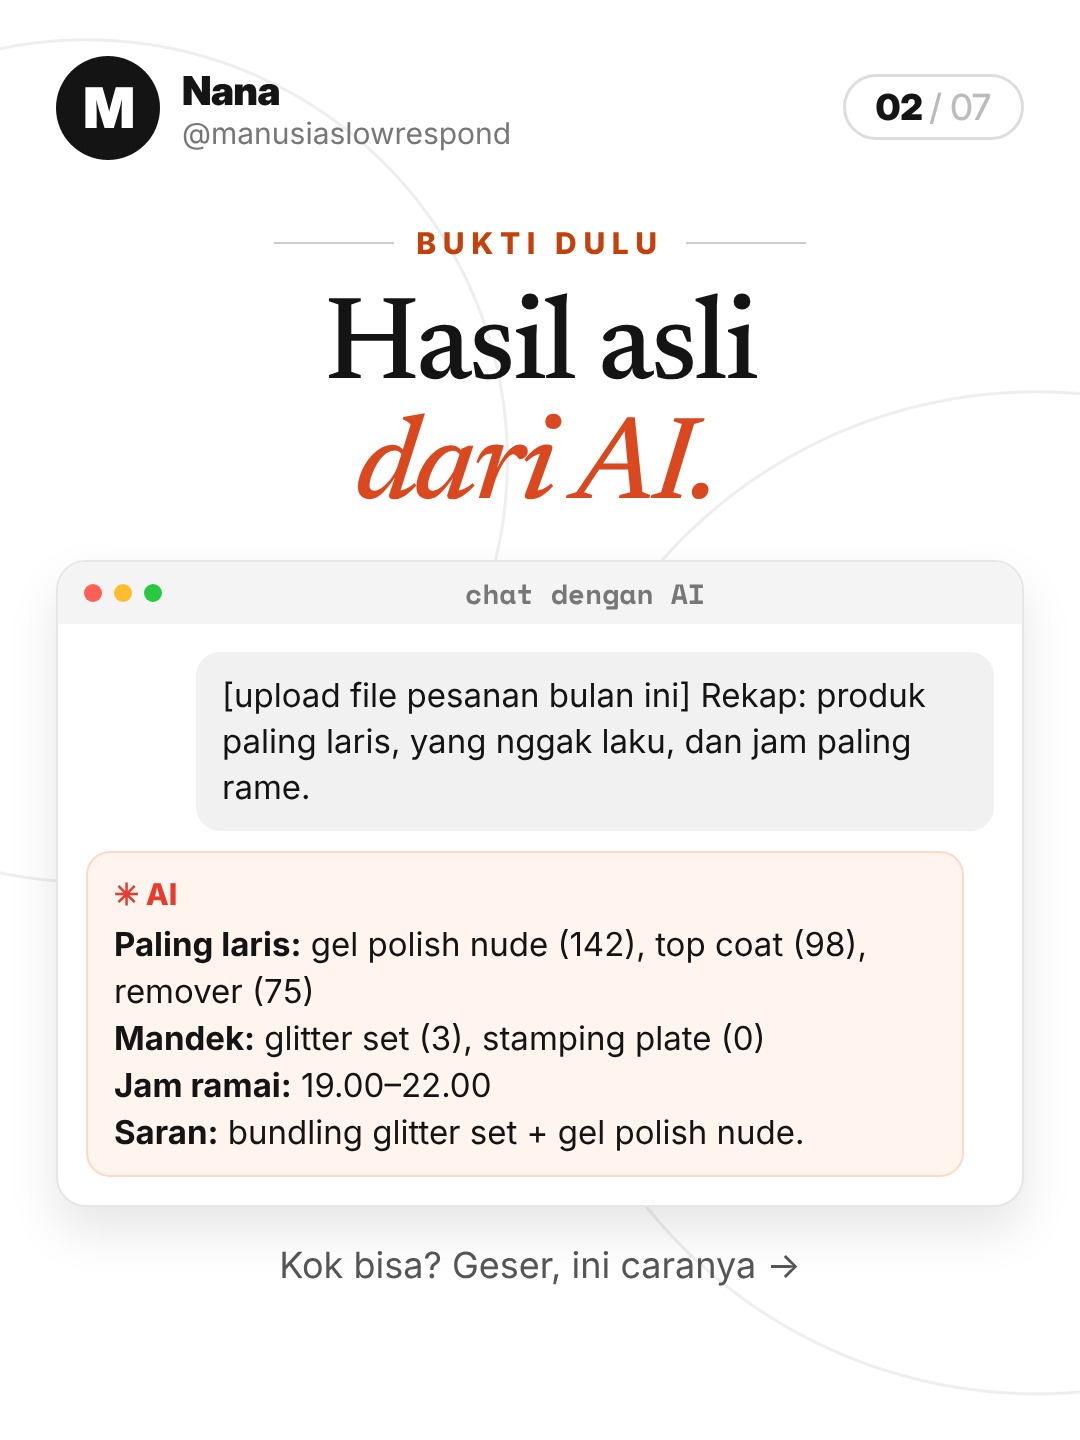 M
Nana
@manusiaslowrespond
02 / 07
BUKTI DULU
Hasil asli
dari AI.
chat dengan AI
[upload file pesanan bulan ini] Rekap: produk
paling laris, yang nggak laku, dan jam paling
rame.
✳ AI
Paling laris: gel polish nude (142), top coat (98),
remover (75)
Mandek: glitter set (3), stamping plate (0)
Jam ramai: 19.00–22.00
Saran: bundling glitter set + gel polish nude.
Kok bisa? Geser, ini caranya →